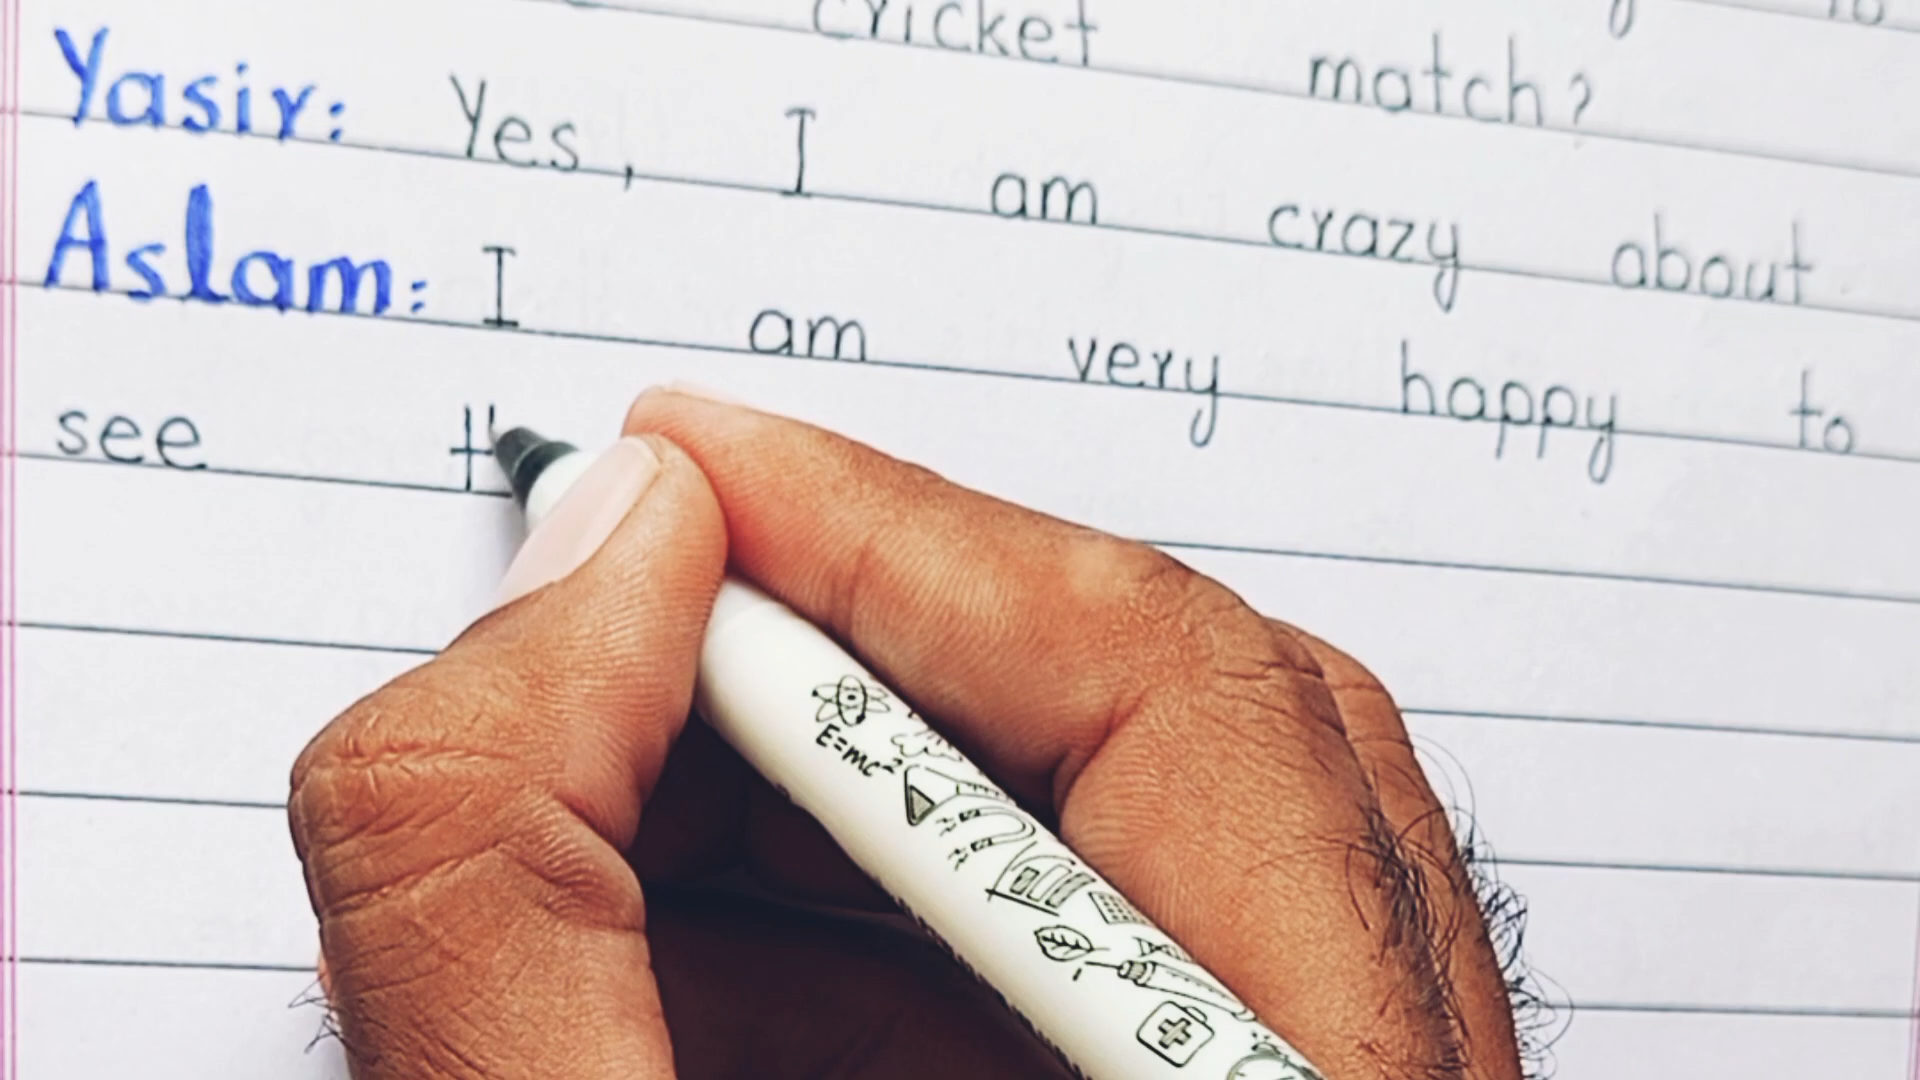 cricket match?
Yasir: Yes, I am crazy about
Aslam: I am very happy to
see
E=mc²